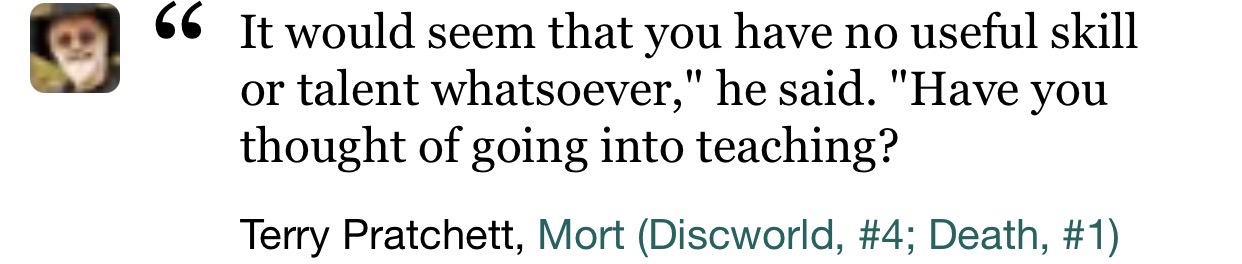 “ It would seem that you have no useful skill
or talent whatsoever," he said. "Have you
thought of going into teaching?
Terry Pratchett, Mort (Discworld, #4; Death, #1)